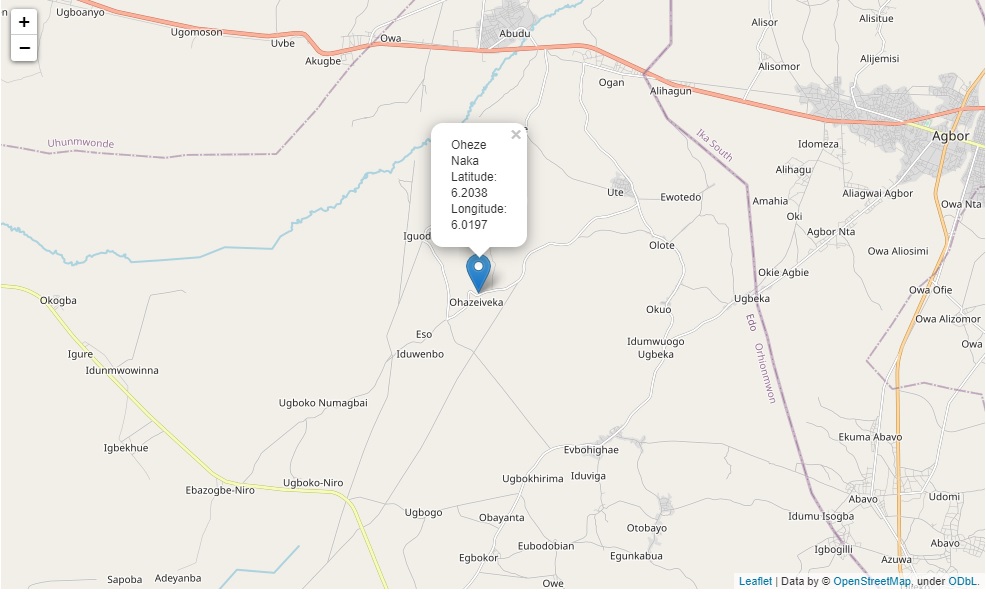 +
−
Ugboanyo
Ugomoson
Uvbe
Akugbe
Owa
Abudu
Ogan
Alihagun
Alisor
Alisitue
Alisomor
Alijemisi
Agbor
Uhunmwonde
Ika South
Idomeza
Alihagu
Aliagwai Agbor
Amahia
Owa Nta
Oki
Agbor Nta
Owa Aliosimi
Okie Agbie
Owa Ofie
Ugbeka
Owa Alizomor
Owa
×
Oheze
Naka
Latitude:
6.2038
Longitude:
6.0197
Ute
Ewotedo
Olote
Ohazeiveka
Okuo
Idumwuogo
Ugbeka
Edo
Orhionmwon
Okogba
Igure
Idunmwowinna
Eso
Iduwenbo
Ugboko Numagbai
Igbekhue
Evbohighae
Ekuma Abavo
Ebazogbe-Niro
Ugboko-Niro
Ugbokhirima
Iduviga
Abavo
Udomi
Ugbogo
Obayanta
Otobayo
Idumu Isogba
Eubodobian
Egbokor
Egunkabua
Igbogilli
Abavo
Azuwa
Sapoba
Adeyanba
Owe
Leaflet | Data by © OpenStreetMap, under ODbL.